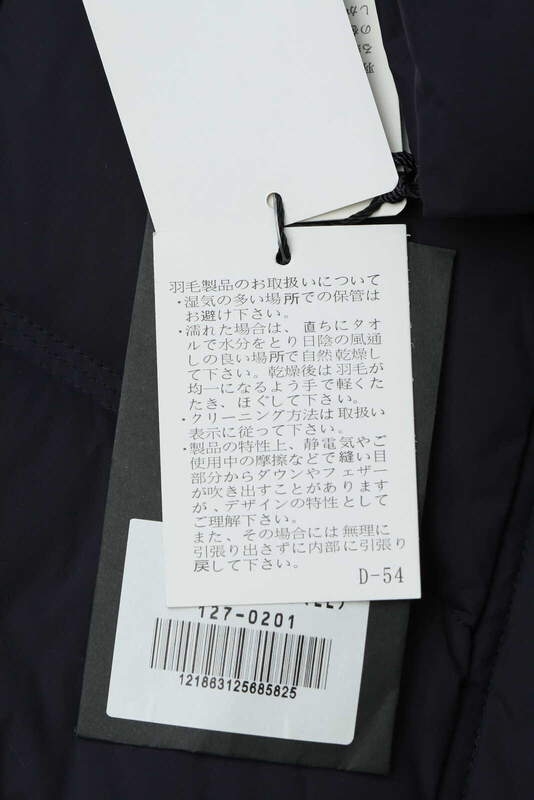 羽毛製品のお取扱いについて
・湿気の多い場所での保管は
お避け下さい。
・濡れた場合は、直ちにタオ
ルで水分をとり日陰の風通
しの良い場所で自然乾燥し
て下さい。乾燥後は羽毛が
均一になるよう手で軽くた
たき、ほぐして下さい。
・クリーニング方法は取扱い
表示に従って下さい。
・製品の特性上、静電気やご
使用中の摩擦などで縫い目
部分からダウンやフェザー
が吹き出すことがあります
が、デザインの特性として
ご理解下さい。
また、その場合には無理に
引張り出さずに内部に引張り
戻して下さい。
D-54
127-0201
121863125685825